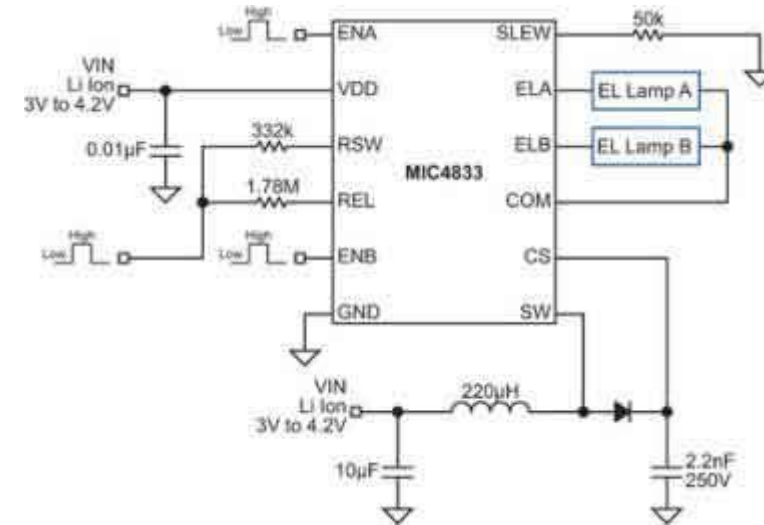 High
Low
ENA
SLEW
50k
VIN
Li Ion
3V to 4.2V
VDD
ELA
EL Lamp A
0.01µF
332k
RSW
ELB
EL Lamp B
MIC4833
1.78M
REL
COM
High
Low
High
Low
ENB
CS
GND
SW
VIN
Li Ion
3V to 4.2V
220µH
10µF
2.2nF
250V